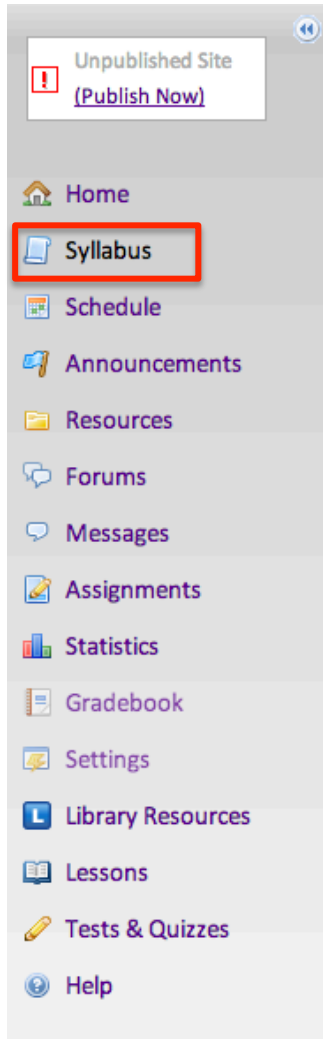 Unpublished Site
(Publish Now)
Home
Syllabus
Schedule
Announcements
Resources
Forums
Messages
Assignments
Statistics
Gradebook
Settings
L Library Resources
Lessons
Tests & Quizzes
Help